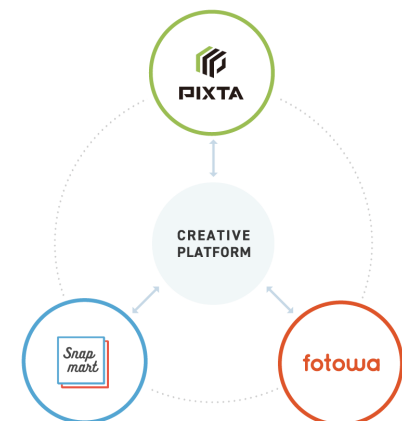 PIXTA
CREATIVE
PLATFORM
Snap
mart
fotowa